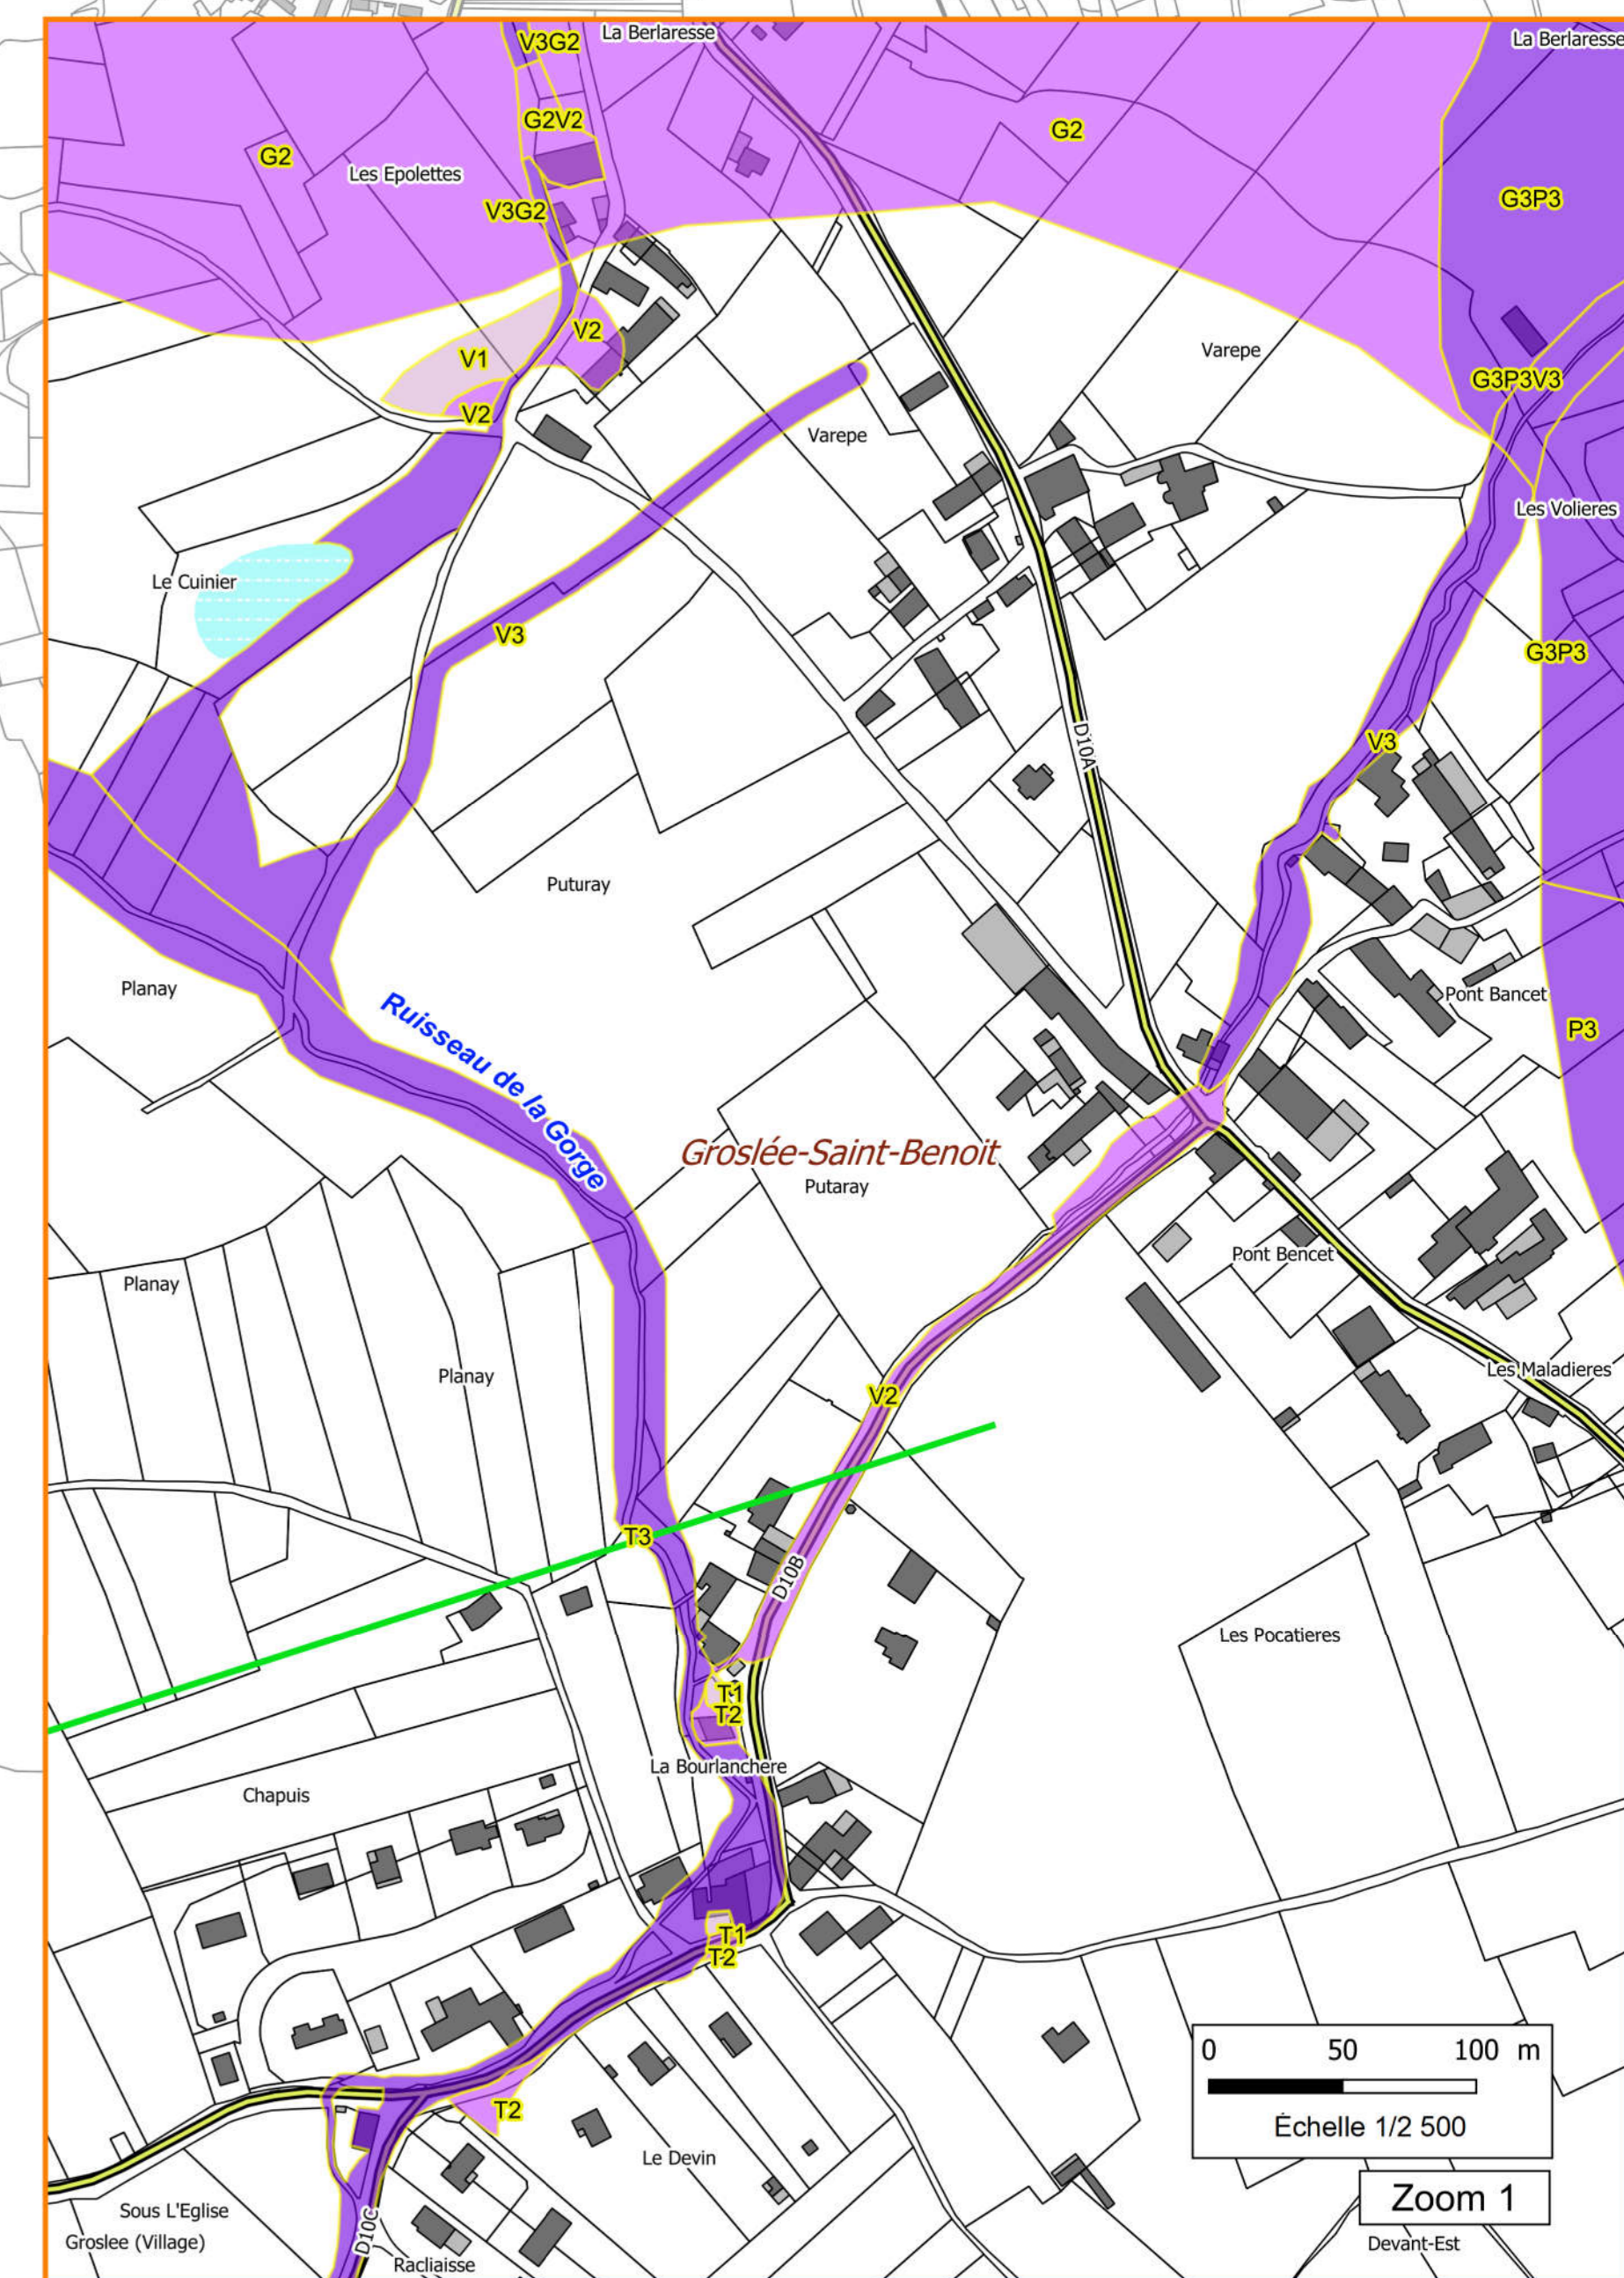 La Berlaresse
La Berlaresse
V3G2
G2V2
G2
G2
Les Epolettes
G3P3
V3G2
V2
V1
Varepe
G3P3V3
V2
Varepe
Les Volieres
Le Cuinier
V3
G3P3
D10A
V3
Puturay
Planay
Pont Bancet
Ruisseau de la Gorge
P3
Groslée-Saint-Benoit
Putaray
Pont Bencet
Planay
Planay
Les Maladieres
V2
T3
D10B
Les Pocatieres
T1
T2
La Bourlanchere
Chapuis
T1
T2
0 50 100 m
Échelle 1/2 500
T2
Le Devin
Zoom 1
Sous L'Eglise
Groslee (Village)
D10C
Racliaisse
Devant-Est